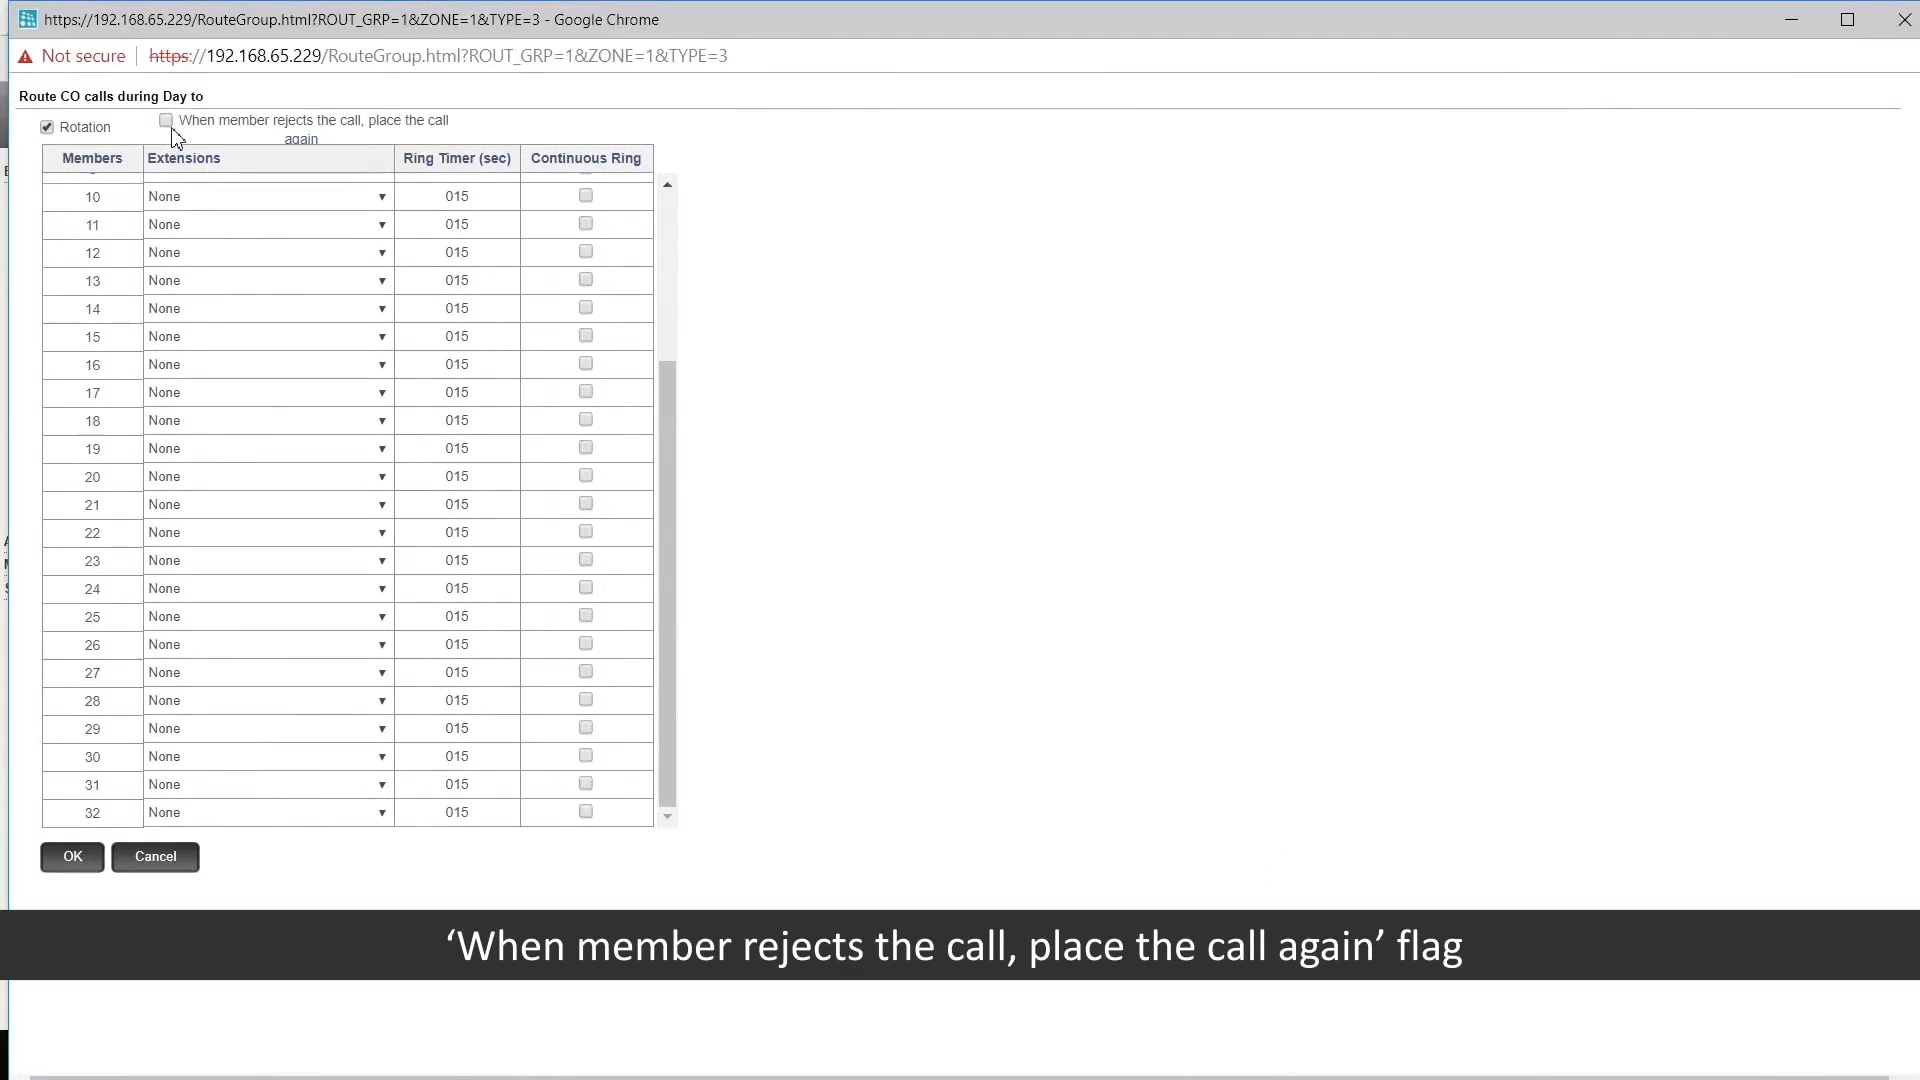 https://192.168.65.229/RouteGroup.html?ROUT_GRP=1&ZONE=1&TYPE=3 - Google Chrome
Not secure https://192.168.65.229/RouteGroup.html?ROUT_GRP=1&ZONE=1&TYPE=3
Route CO calls during Day to
Rotation When member rejects the call, place the call
again
Members Extensions Ring Timer (sec) Continuous Ring
10 None 015
11 None 015
12 None 015
13 None 015
14 None 015
15 None 015
16 None 015
17 None 015
18 None 015
19 None 015
20 None 015
21 None 015
22 None 015
23 None 015
24 None 015
25 None 015
26 None 015
27 None 015
28 None 015
29 None 015
30 None 015
31 None 015
32 None 015
OK Cancel
‘When member rejects the call, place the call again’ flag